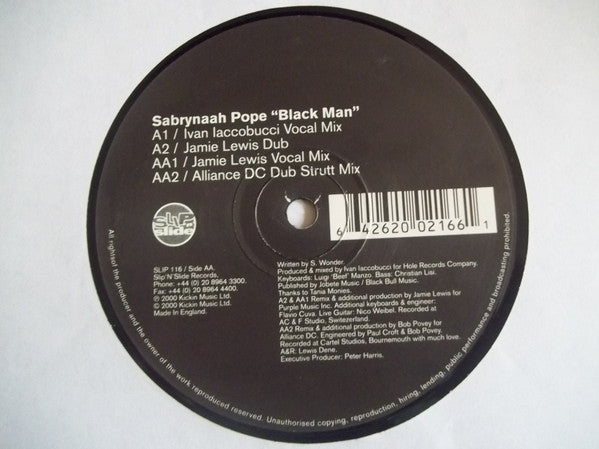 Sabrynaah Pope “Black Man”
A1 / Ivan Iaccobucci Vocal Mix
A2 / Jamie Lewis Dub
AA1 / Jamie Lewis Vocal Mix
AA2 / Alliance DC Dub Strutt Mix
6 42620 02166 1
SLIP 'N' slide
SLIP 116 / Side AA.
Slip'N'Slide Records,
Phone: +44 (0) 20 8964 3300.
Fax: +44 (0) 20 8964 4400
℗ 2000 Kickin Music Ltd.
© 2000 Kickin Music Ltd.
Made In England.
Written by S. Wonder.
Produced & mixed by Ivan Iaccobucci for Hole Records Company.
Keyboards: Luigi 'Beef' Manzo. Bass: Christian Lisi.
Published by Jobete Music / Black Bull Music.
Thanks to Tania Monies.
A2 & AA1 Remix & additional production by Jamie Lewis for
Purple Music Inc. Additional keyboards & engineer:
Flavio Cuva. Live Guitar: Nico Weibel. Recorded at
AC & F Studio, Switezerland.
AA2 Remix & additional production by Bob Povey for
Alliance DC. Engineered by Paul Croft & Bob Povey.
Recorded at Cartel Studios, Bournemouth with much love.
A&R: Lewis Dene.
Executive Producer: Peter Harris.
All rightsof the producer and the owner of the work reproduced reserved. Unauthorised copying, reproduction, hiring, lending, public performance and broadcasting prohibited.